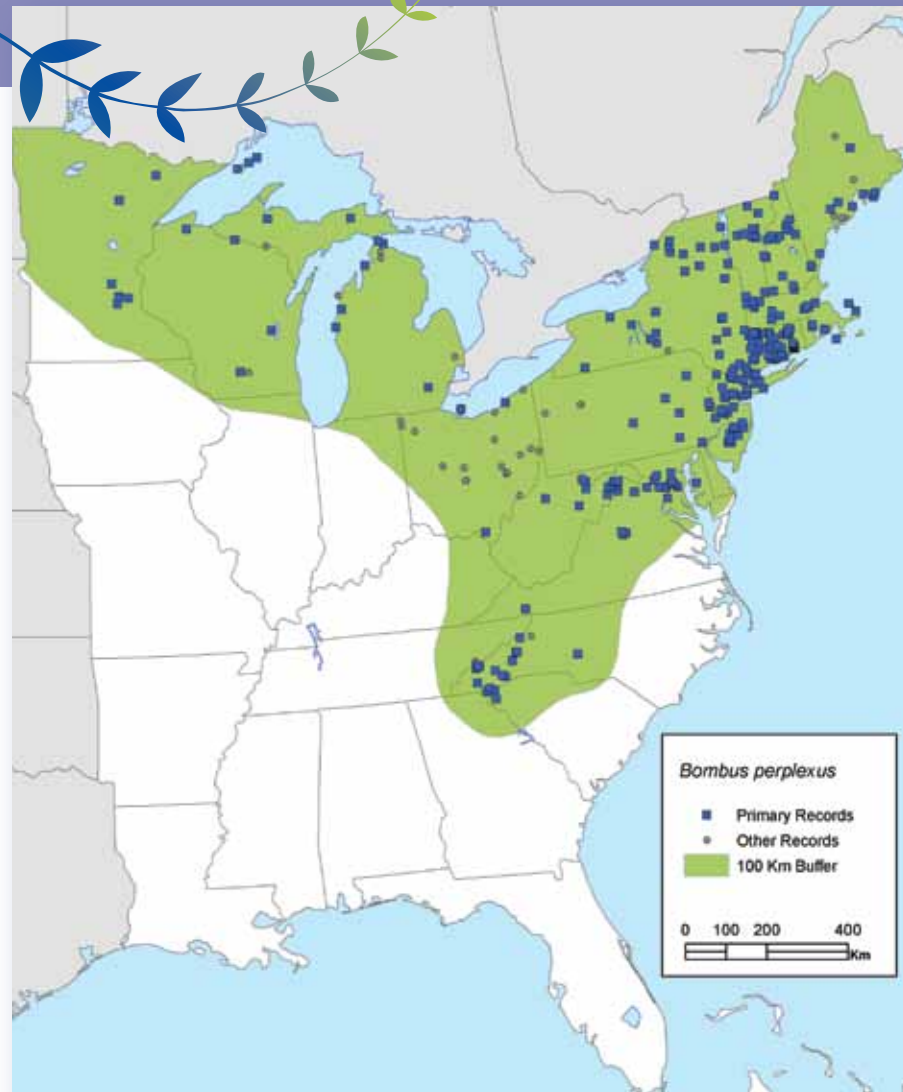 Bombus perplexus
Primary Records
Other Records
100 Km Buffer
0 100 200 400
Km